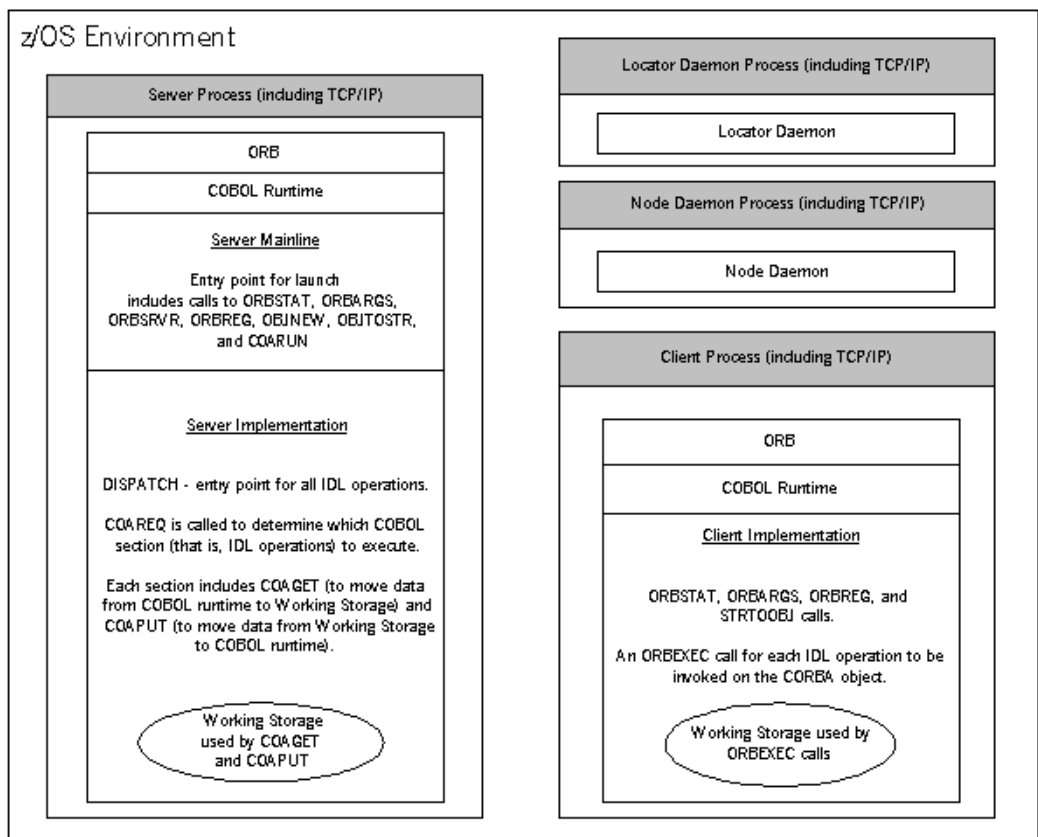 z/OS Environment
Server Process (including TCP/IP)
ORB
COBOL Runtime
Server Mainline
Entry point for launch
includes calls to ORBSTAT, ORBARGS,
ORBSRVR, ORBREG, OBJNEW, OBJTOSTR,
and COARUN
Server Implementation
DISPATCH - entry point for all IDL operations.
COAREQ is called to determine which COBOL
section (that is, IDL operations) to execute.
Each section includes COAGET (to move data
from COBOL runtime to Working Storage) and
COAPUT (to move data from Working Storage
to COBOL runtime).
Working Storage
used by COAGET
and COAPUT
Locator Daemon Process (including TCP/IP)
Locator Daemon
Node Daemon Process (including TCP/IP)
Node Daemon
Client Process (including TCP/IP)
ORB
COBOL Runtime
Client Implementation
ORBSTAT, ORBARGS, ORBREG, and
STRTOOBJ calls.
An ORBEXEC call for each IDL operation to be
invoked on the CORBA object.
Working Storage used by
ORBEXEC calls